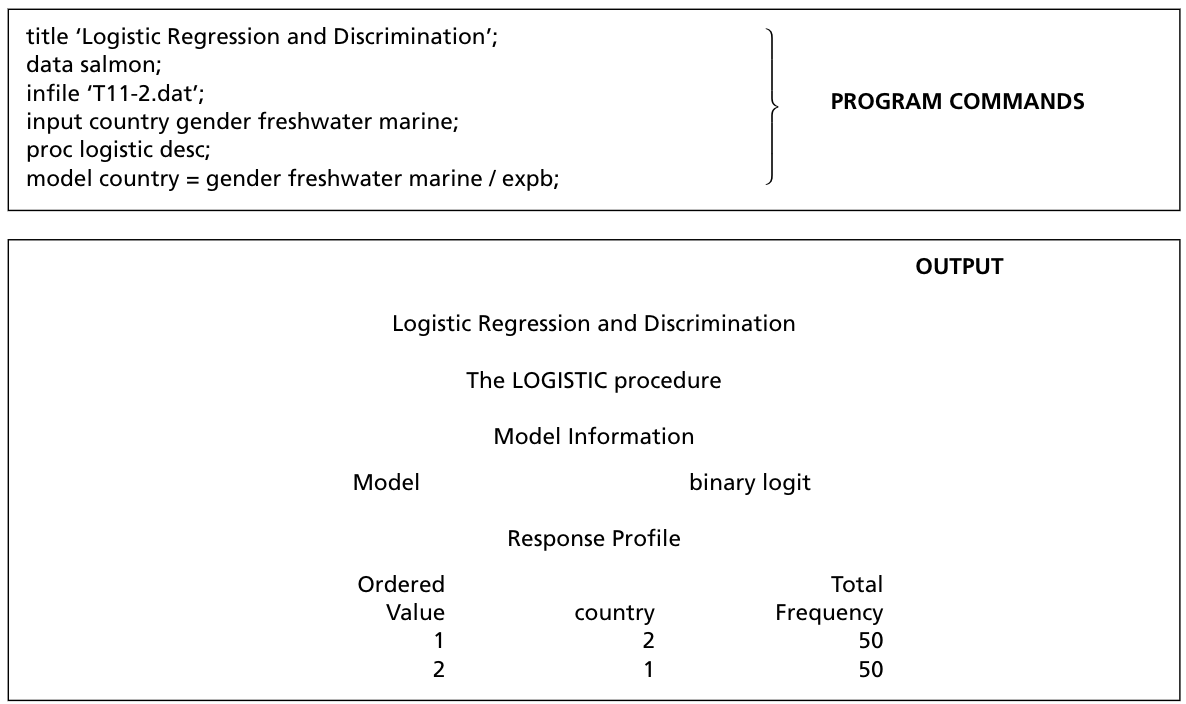 title ‘Logistic Regression and Discrimination’;
data salmon;
infile ‘T11-2.dat’;
input country gender freshwater marine;
proc logistic desc;
model country = gender freshwater marine / expb;
PROGRAM COMMANDS
OUTPUT
Logistic Regression and Discrimination
The LOGISTIC procedure
Model Information
Model binary logit
Response Profile
Ordered Total
Value country Frequency
1 2 50
2 1 50